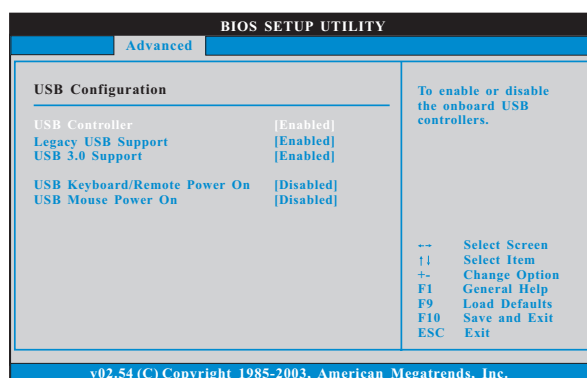 BIOS SETUP UTILITY
Advanced
USB Configuration
USB Controller [Enabled]
Legacy USB Support [Enabled]
USB 3.0 Support [Enabled]
USB Keyboard/Remote Power On [Disabled]
USB Mouse Power On [Disabled]
To enable or disable
the onboard USB
controllers.
←→ Select Screen
↑↓ Select Item
+- Change Option
F1 General Help
F9 Load Defaults
F10 Save and Exit
ESC Exit
v02.54 (C) Copyright 1985-2003, American Megatrends, Inc.